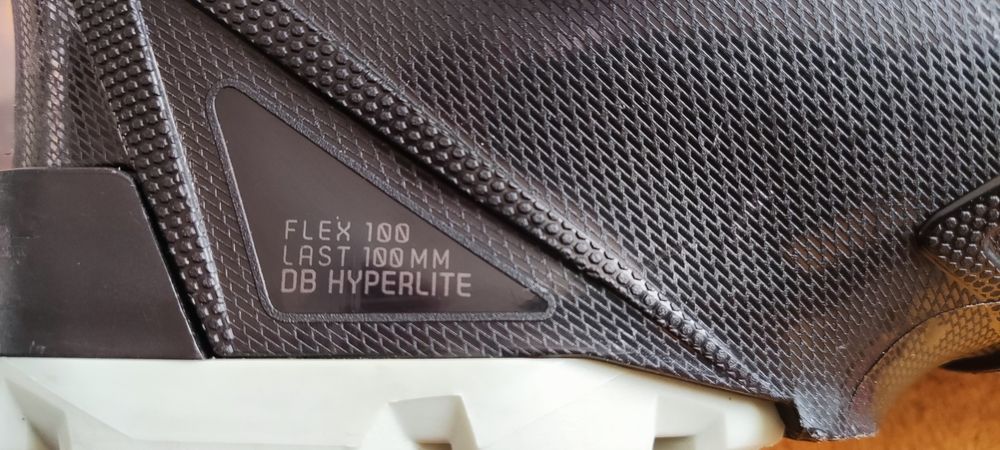 FLEX 100
LAST 100 MM
DB HYPERLITE